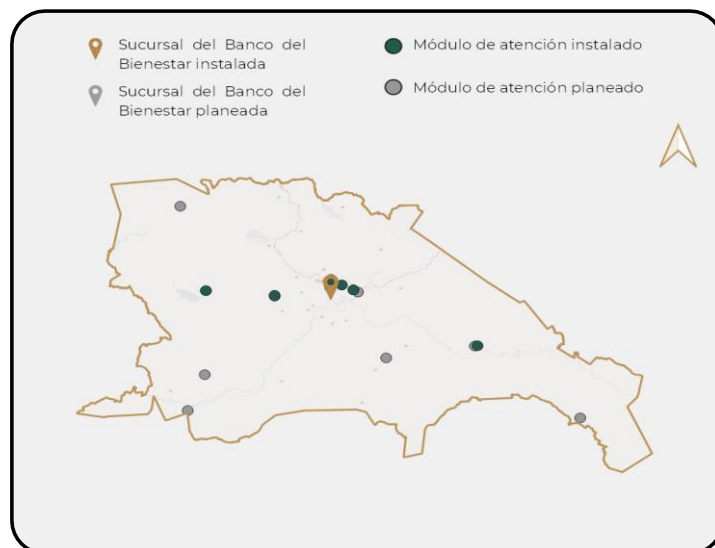 Sucursal del Banco del
Bienestar instalada
Sucursal del Banco del
Bienestar planeada
Módulo de atención instalado
Módulo de atención planeado